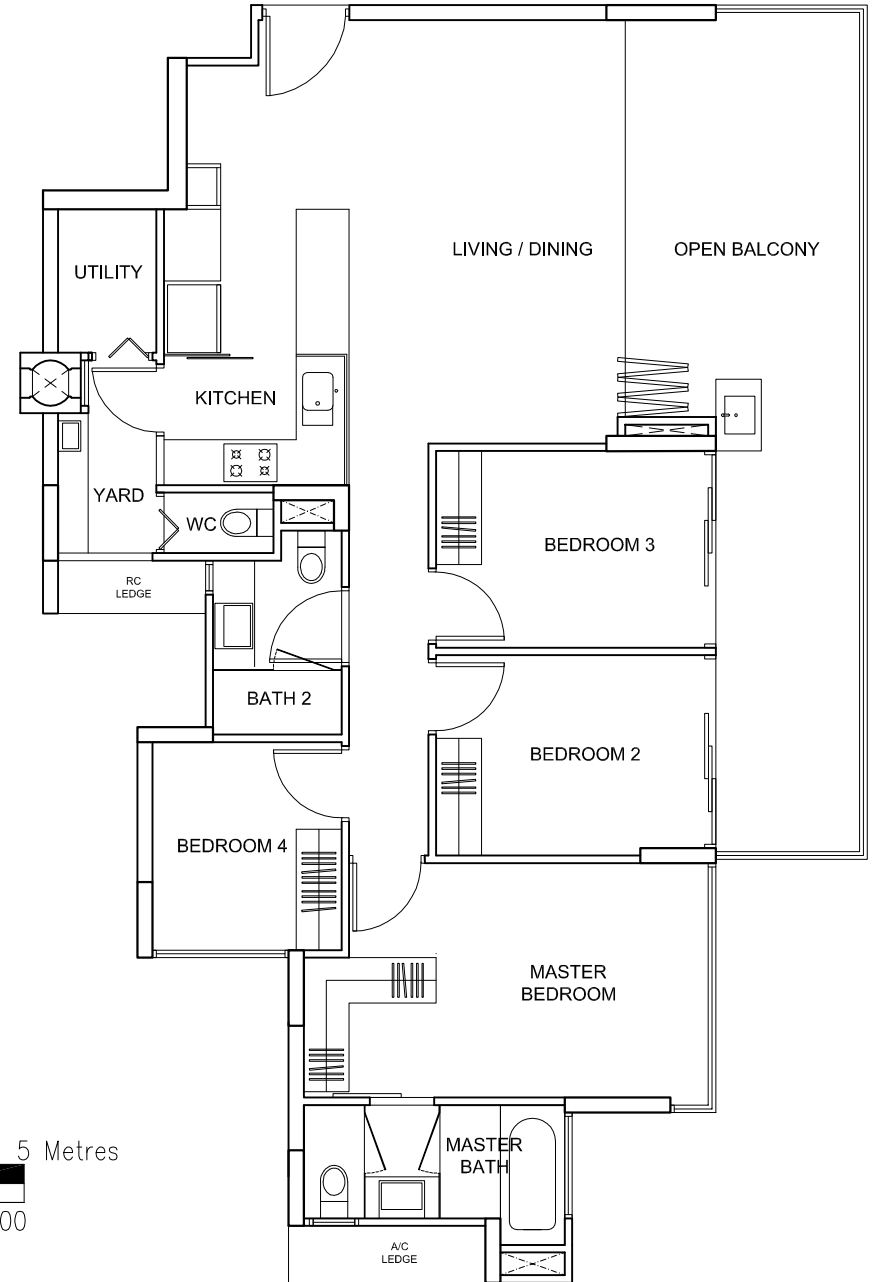 LIVING / DINING
OPEN BALCONY
UTILITY
KITCHEN
YARD
WC
BEDROOM 3
RC
LEDGE
BATH 2
BEDROOM 2
BEDROOM 4
MASTER
BEDROOM
MASTER
BATH
5 Metres
00
A/C
LEDGE